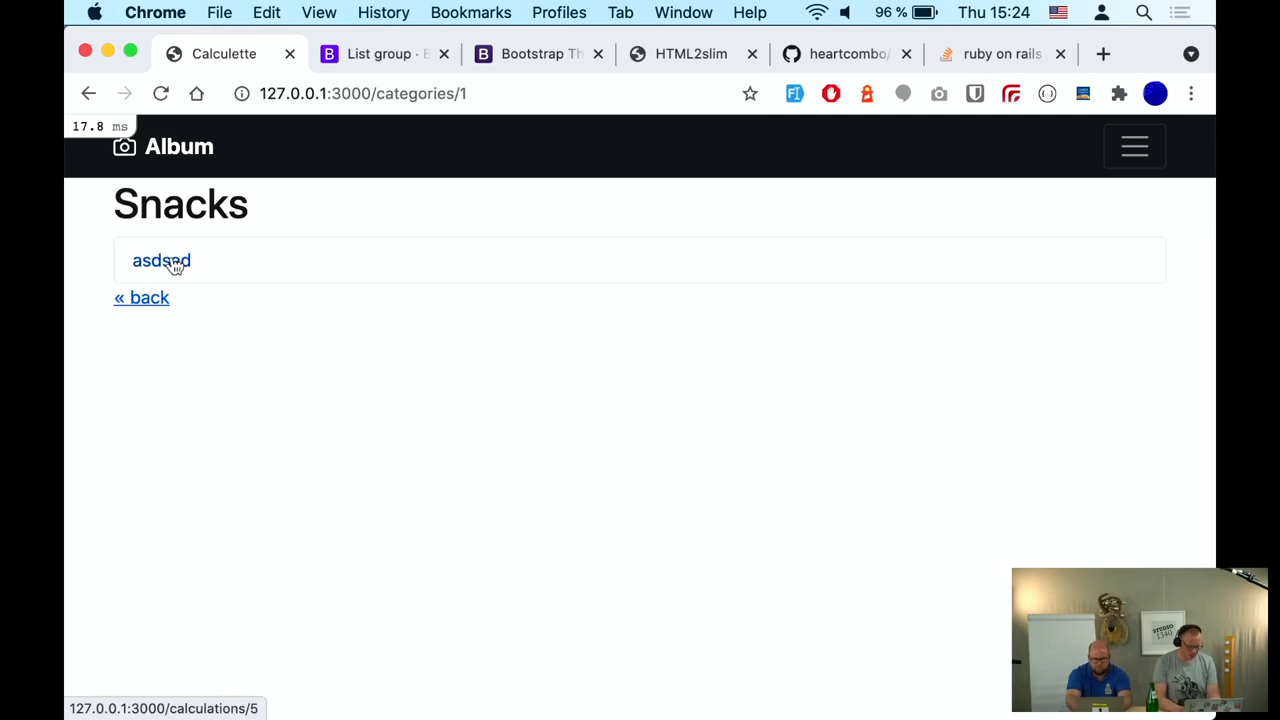 Chrome File Edit View History Bookmarks Profiles Tab Window Help 96 % Thu 15:24
Calculette List group · B Bootstrap Th HTML2slim heartcombo/ ruby on rails
127.0.0.1:3000/categories/1
17.8 ms
Album
Snacks
asdsad
« back
STUDIO
1340
127.0.0.1:3000/calculations/5